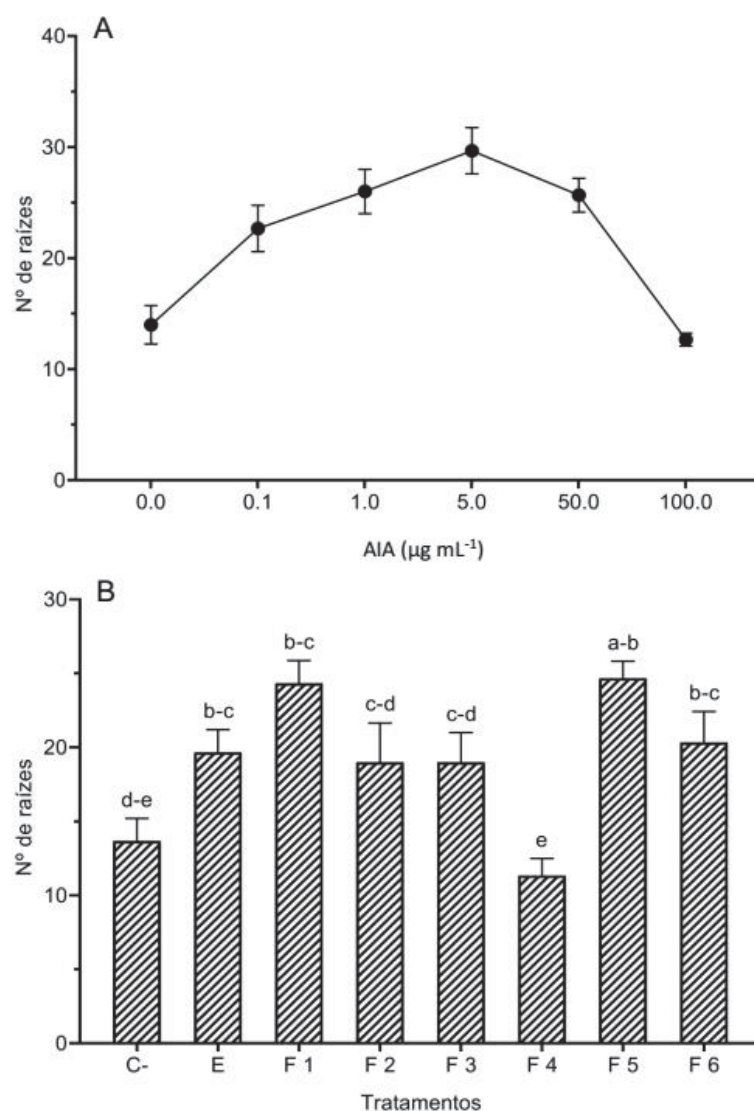 A
40
30
20
10
0
Nº de raízes
0.0 0.1 1.0 5.0 50.0 100.0
AIA (µg mL⁻¹)
B
30
20
10
0
Nº de raízes
d-e b-c b-c c-d c-d e a-b b-c
C- E F 1 F 2 F 3 F 4 F 5 F 6
Tratamentos